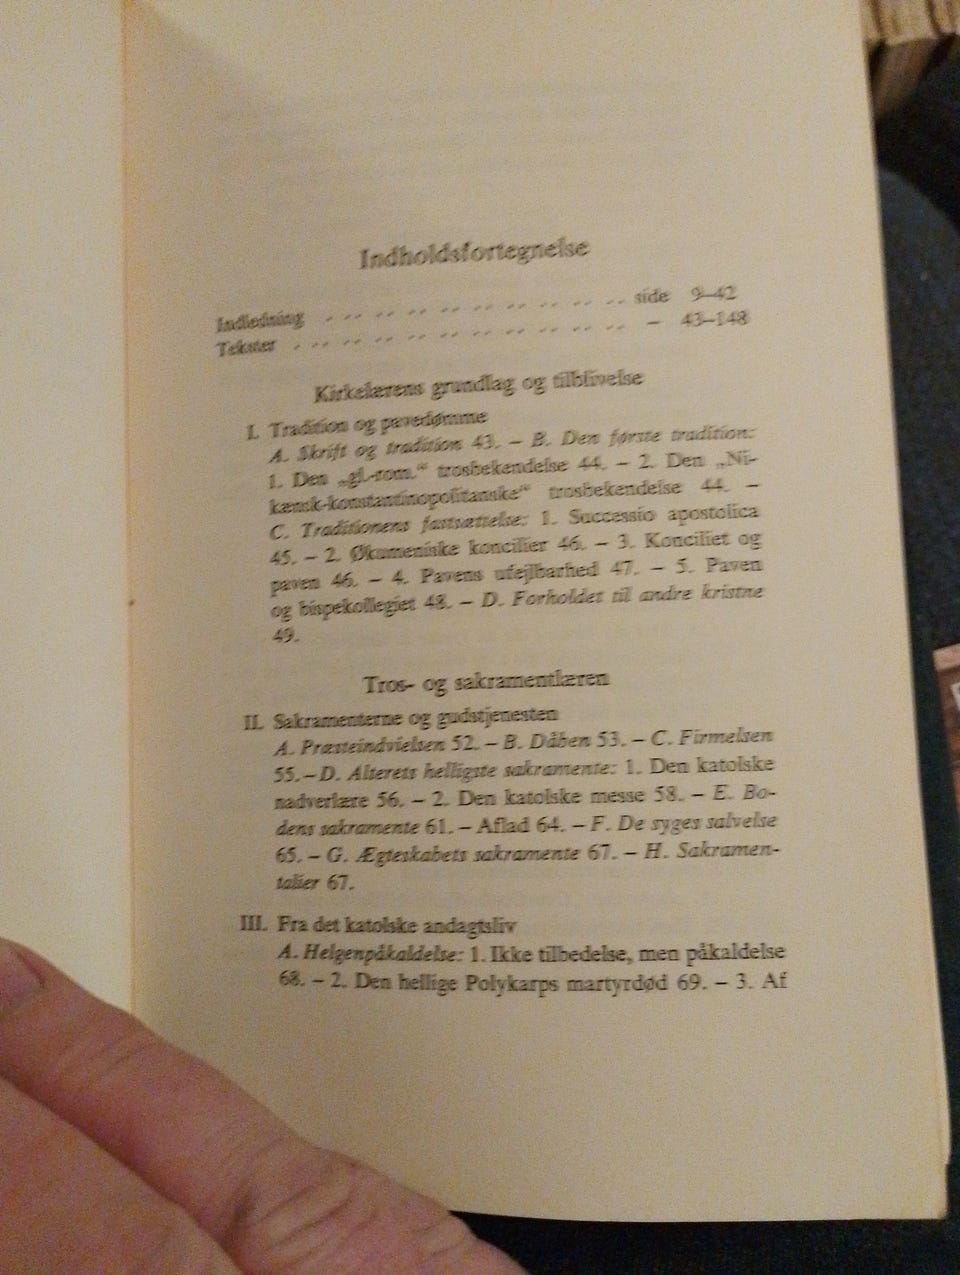 Indholdsfortegnelse
Indledning . .. .. .. .. .. .. .. .. .. .. side 9–42
Tekster . .. .. .. .. .. .. .. .. .. .. .. – 43–148
Kirkelærens grundlag og tilblivelse
I. Tradition og pavedømme
A. Skrift og tradition 43. – B. Den første tradition:
1. Den „gl.-rom.“ trosbekendelse 44. – 2. Den „Ni-
kænsk-konstantinopolitanske“ trosbekendelse 44. –
C. Traditionens fastsættelse: 1. Successio apostolica
45. – 2. Økumeniske koncilier 46. – 3. Konciliet og
paven 46. – 4. Pavens ufejlbarhed 47. – 5. Paven
og bispekollegiet 48. – D. Forholdet til andre kristne
49.
Tros- og sakramentlæren
II. Sakramenterne og gudstjenesten
A. Præsteindvielsen 52. – B. Dåben 53. – C. Firmelsen
55. – D. Alterets helligste sakramente: 1. Den katolske
nadverlære 56. – 2. Den katolske messe 58. – E. Bo-
dens sakramente 61. – Aflad 64. – F. De syges salvelse
65. – G. Ægteskabets sakramente 67. – H. Sakramen-
talier 67.
III. Fra det katolske andagtsliv
A. Helgenpåkaldelse: 1. Ikke tilbedelse, men påkaldelse
68. – 2. Den hellige Polykarps martyrdød 69. – 3. Af